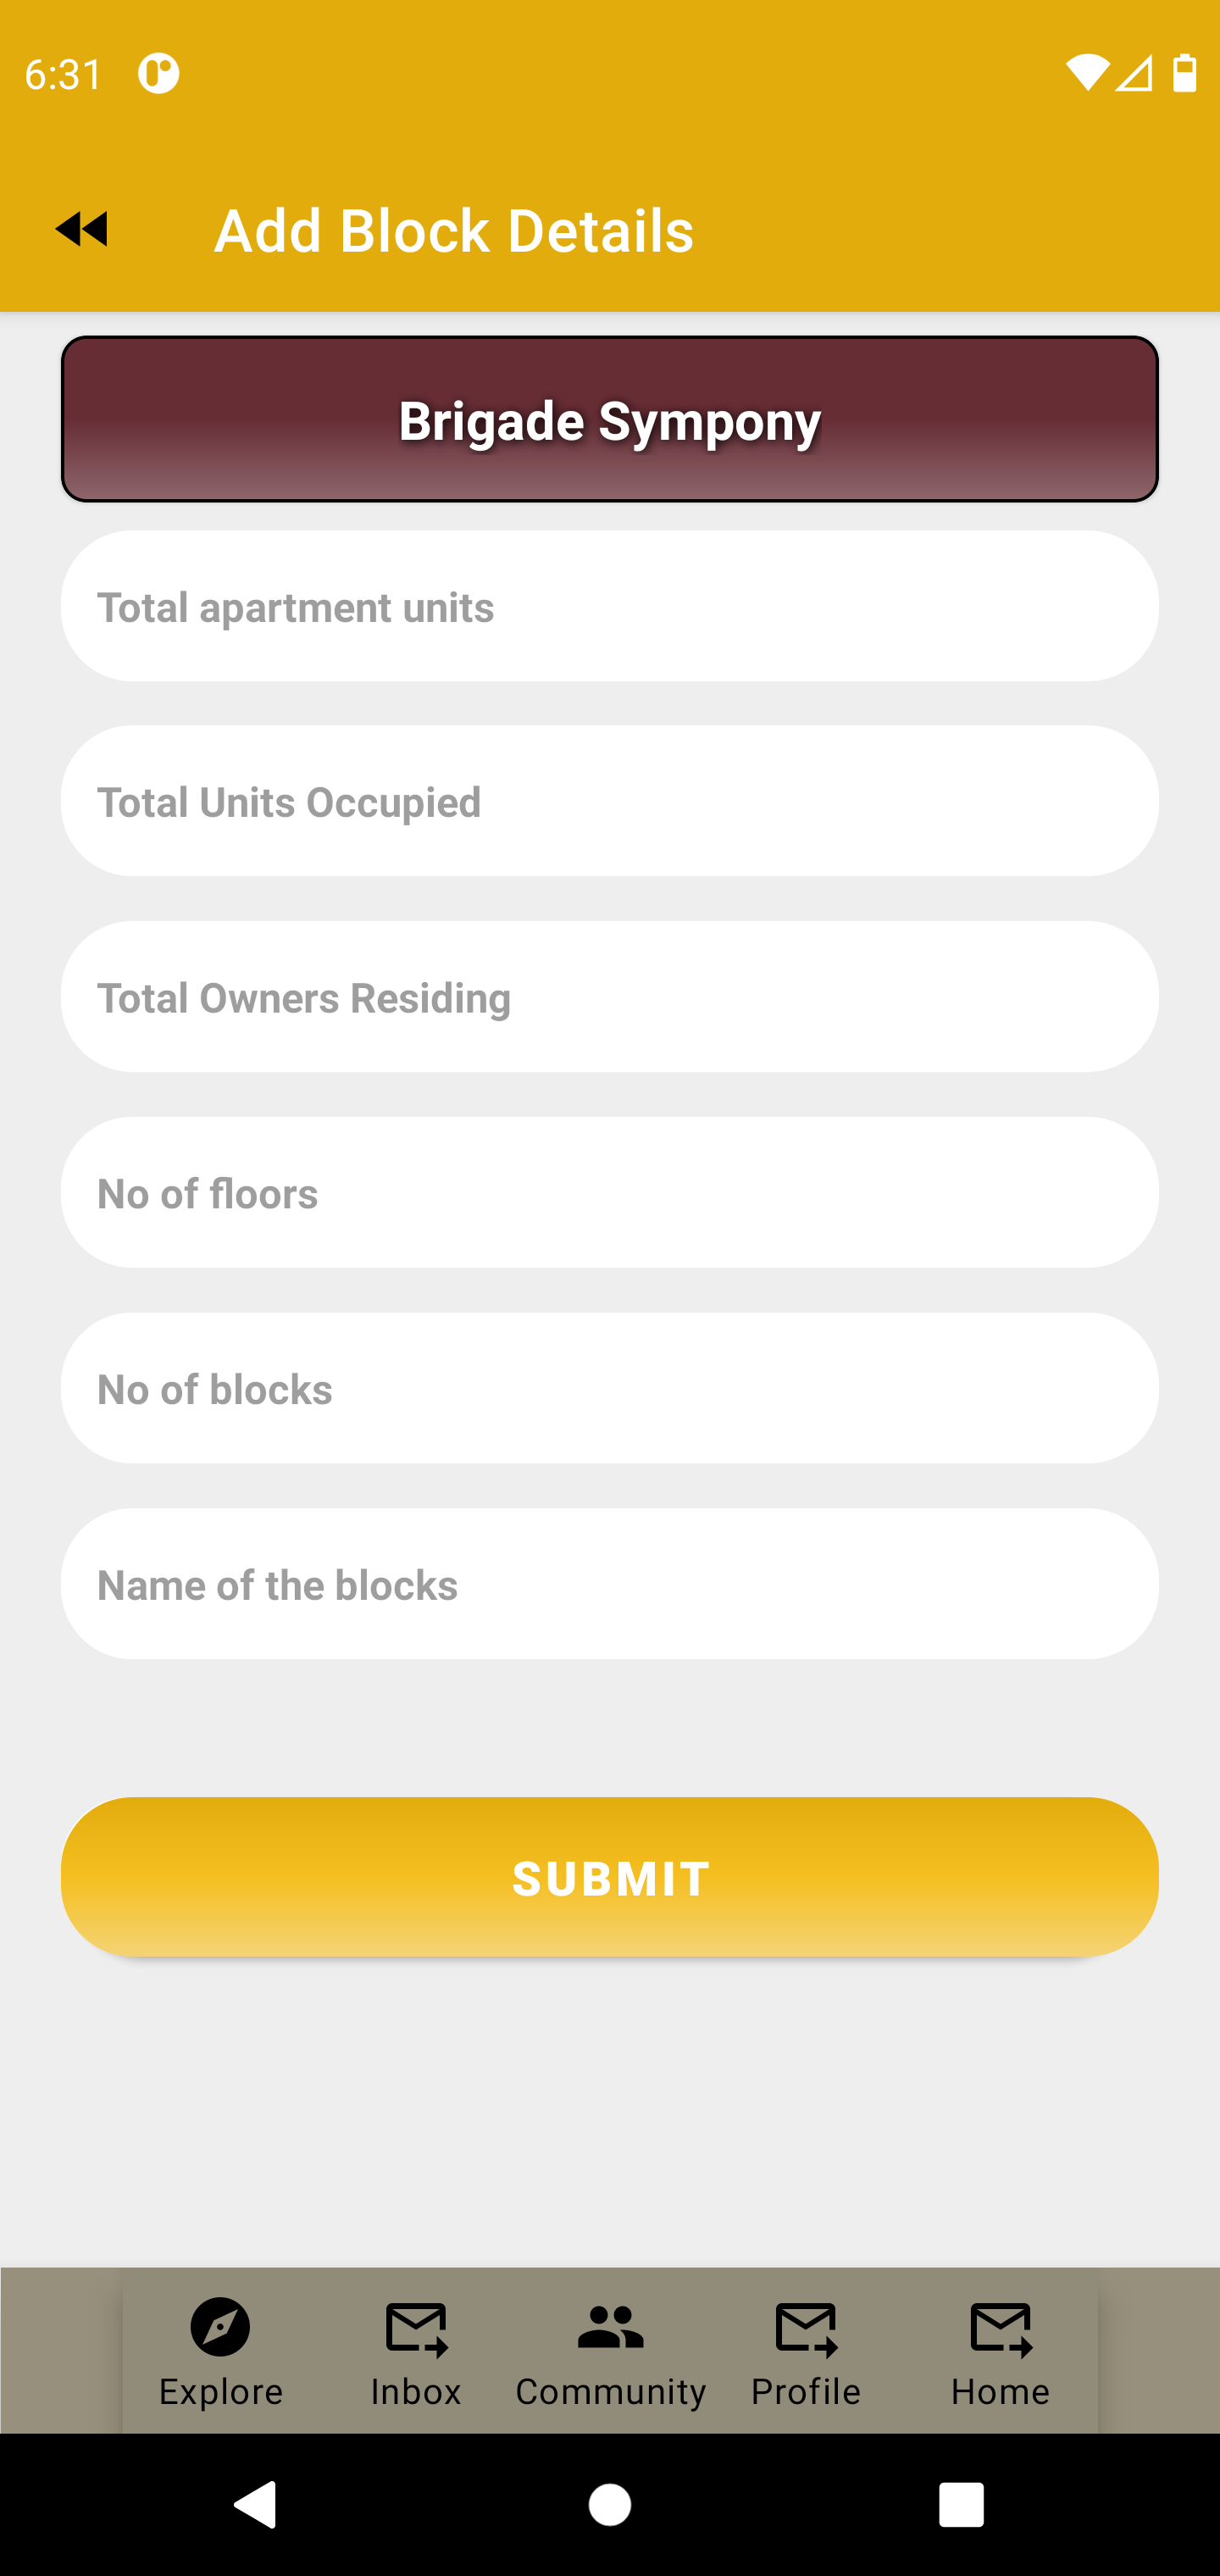 6:31
Add Block Details
Brigade Sympony
Total apartment units
Total Units Occupied
Total Owners Residing
No of floors
No of blocks
Name of the blocks
SUBMIT
Explore Inbox Community Profile Home